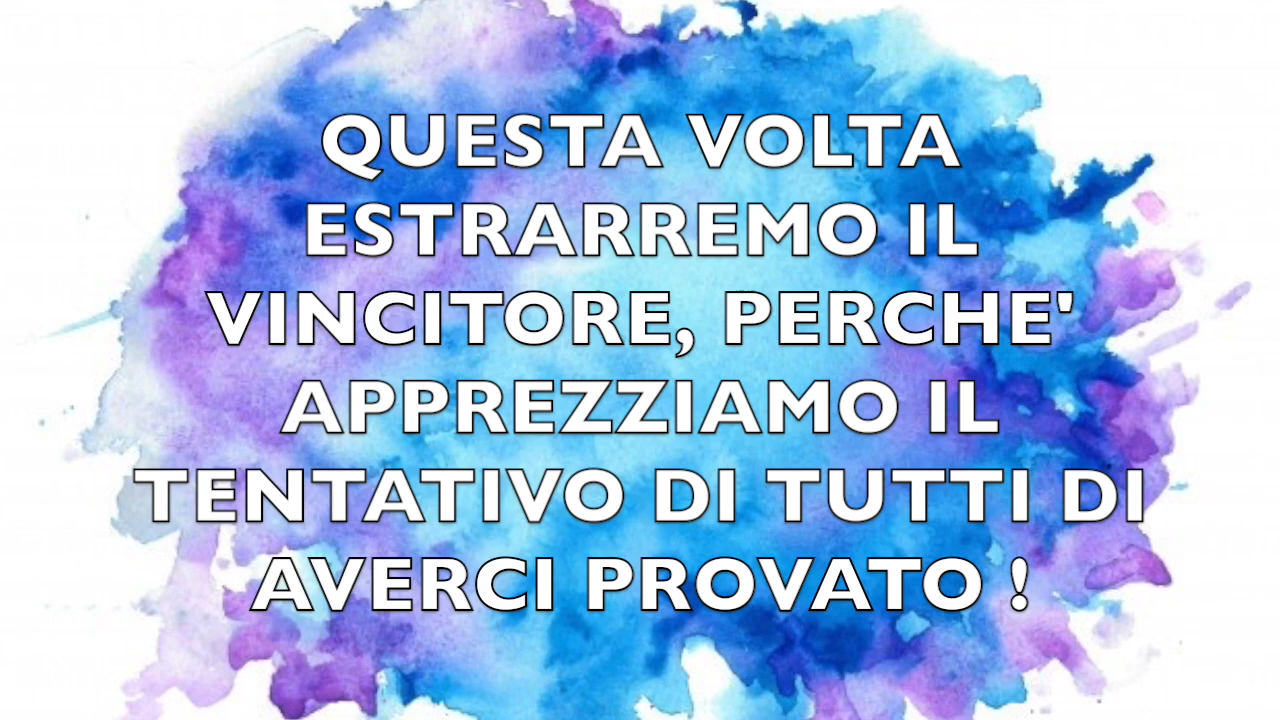 QUESTA VOLTA
ESTRARREMO IL
VINCITORE, PERCHE'
APPREZZIAMO IL
TENTATIVO DI TUTTI DI
AVERCI PROVATO !